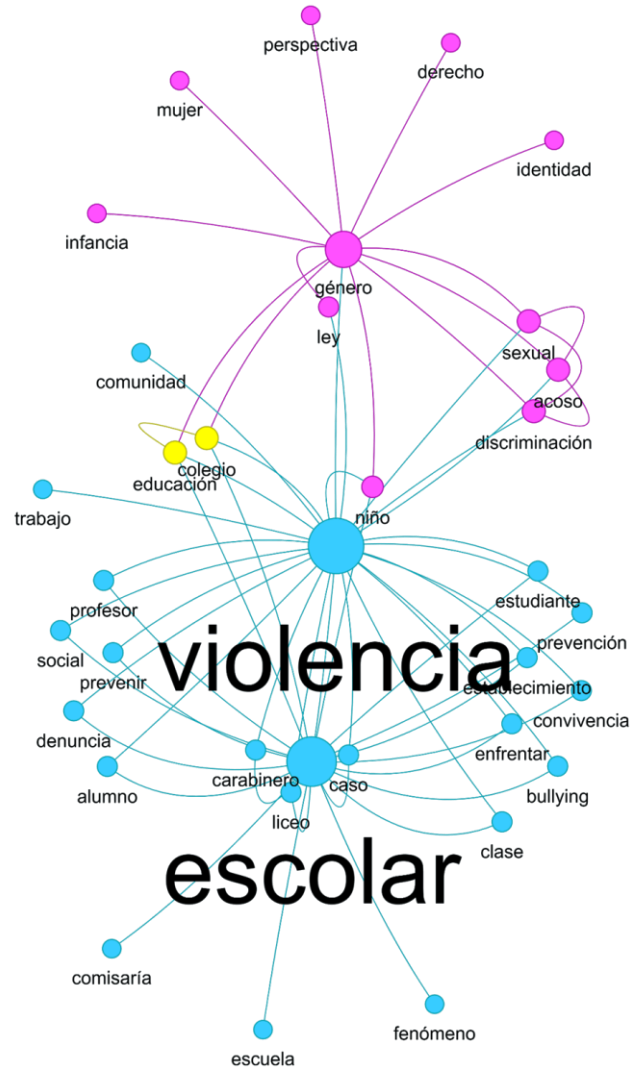 perspectiva
derecho
mujer
identidad
infancia
género
ley
sexual
comunidad
acoso
discriminación
colegio
educación
trabajo
niño
estudiante
profesor
prevención
violencia
social
prevenir
establecimiento
convivencia
denuncia
enfrentar
carabinero
caso
alumno
bullying
liceo
clase
escolar
comisaría
fenómeno
escuela